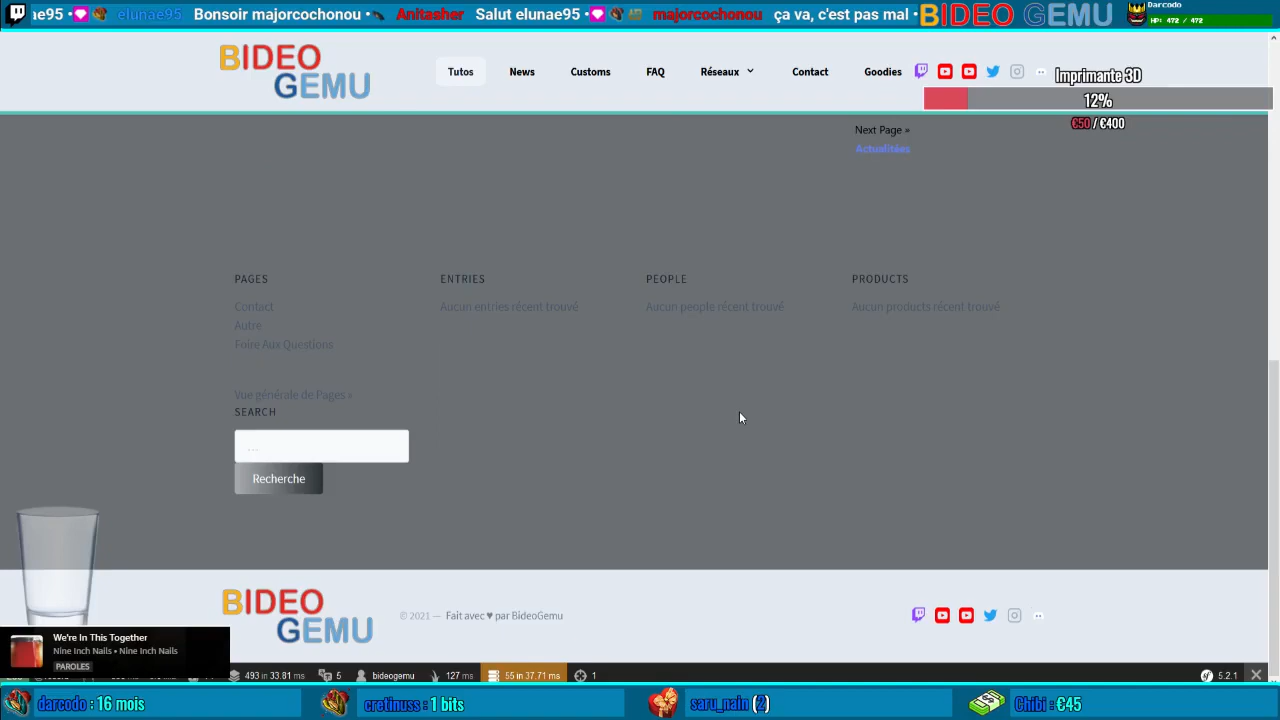 ae95 · elunae95 Bonsoir majorcochonou · Anitasher Salut elunae95 · majorcochonou ça va, c'est pas mal · BIDEO GEMU
Darcodo
HP: 472 / 472
BIDEO GEMU
Tutos News Customs FAQ Réseaux Contact Goodies
Imprimante 3D
12%
€50 / €400
Next Page »
Actualitées
PAGES ENTRIES PEOPLE PRODUCTS
Contact Aucun entries récent trouvé Aucun people récent trouvé Aucun products récent trouvé
Autre
Foire Aux Questions
Vue générale de Pages »
SEARCH
...
Recherche
BIDEO GEMU
© 2021 — Fait avec ♥ par BideoGemu
We're In This Together
Nine Inch Nails • Nine Inch Nails
PAROLES
493 in 33.81 ms 5 bideogemu 127 ms 55 in 37.71 ms 1 5.2.1
darcodo : 16 mois cretinuss : 1 bits saru_nain (2) Chibi : €45